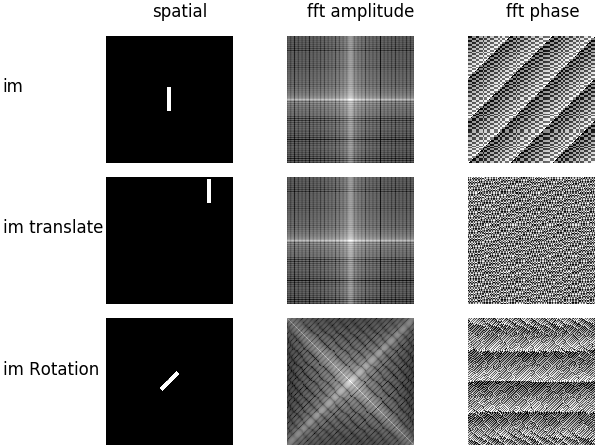 spatial fft amplitude fft phase
im
im translate
im Rotation